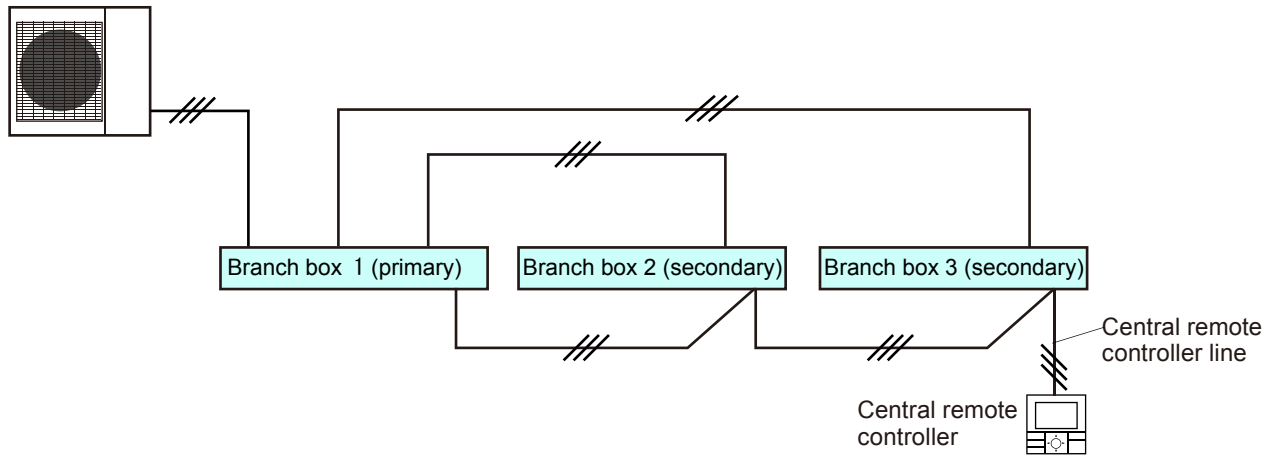 Branch box 1 (primary)
Branch box 2 (secondary)
Branch box 3 (secondary)
Central remote
controller line
Central remote
controller